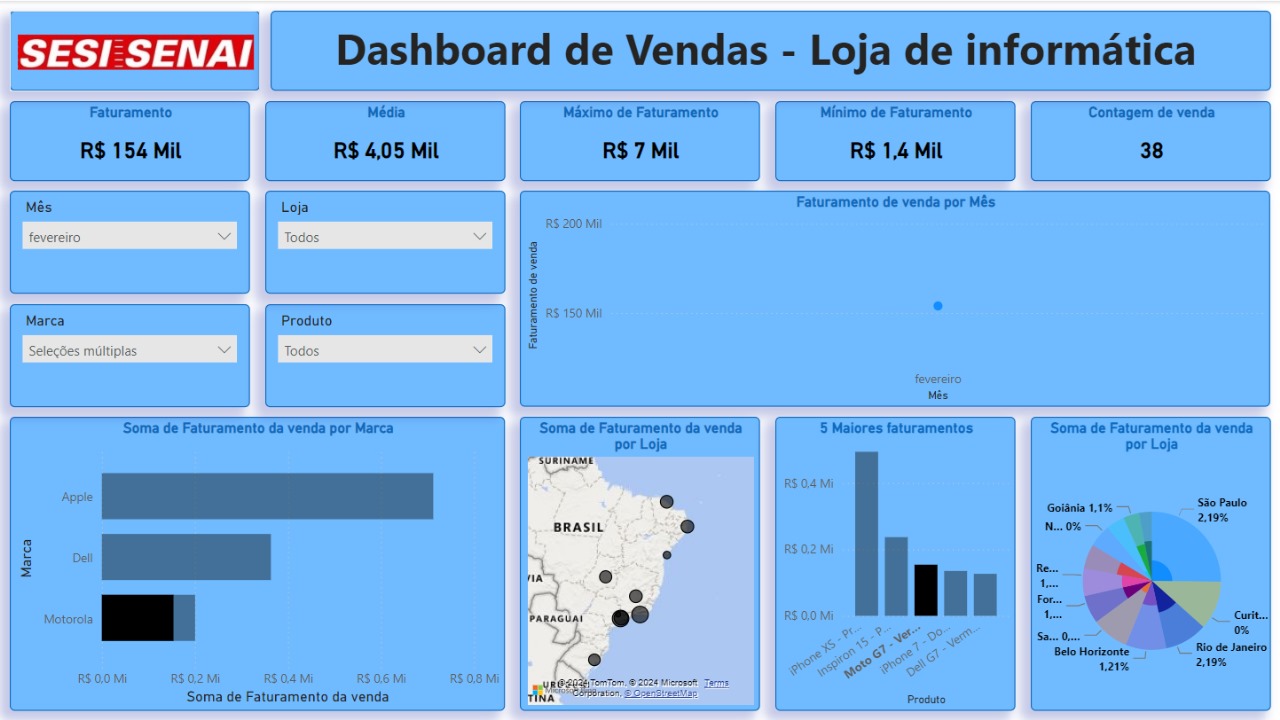 SESI SENAI
Dashboard de Vendas - Loja de informática
Faturamento
R$ 154 Mil
Média
R$ 4,05 Mil
Máximo de Faturamento
R$ 7 Mil
Mínimo de Faturamento
R$ 1,4 Mil
Contagem de venda
38
Mês
fevereiro
Loja
Todos
Marca
Seleções múltiplas
Produto
Todos
Faturamento de venda por Mês
Faturamento de venda
R$ 200 Mil
R$ 150 Mil
fevereiro
Mês
Soma de Faturamento da venda por Marca
Marca
Apple
Dell
Motorola
R$ 0,0 Mi
R$ 0,2 Mi
R$ 0,4 Mi
R$ 0,6 Mi
R$ 0,8 Mi
Soma de Faturamento da venda
Soma de Faturamento da venda
por Loja
SURINAME
BRASIL
VIA
PARAGUAI
URU
TINA
© 2024 TomTom, © 2024 Microsoft Terms
Corporation, © OpenStreetMap
5 Maiores faturamentos
R$ 0,4 Mi
R$ 0,2 Mi
R$ 0,0 Mi
iPhone XS - Pr...
Inspiron 15 - P...
Moto G7 - Ver...
iPhone 7 - Do...
Dell G7 - Verm...
Produto
Soma de Faturamento da venda
por Loja
Goiânia 1,1%
N... 0%
Re...
1,...
For...
1,...
Sa... 0,...
Belo Horizonte
1,21%
São Paulo
2,19%
Curit...
0%
Rio de Janeiro
2,19%